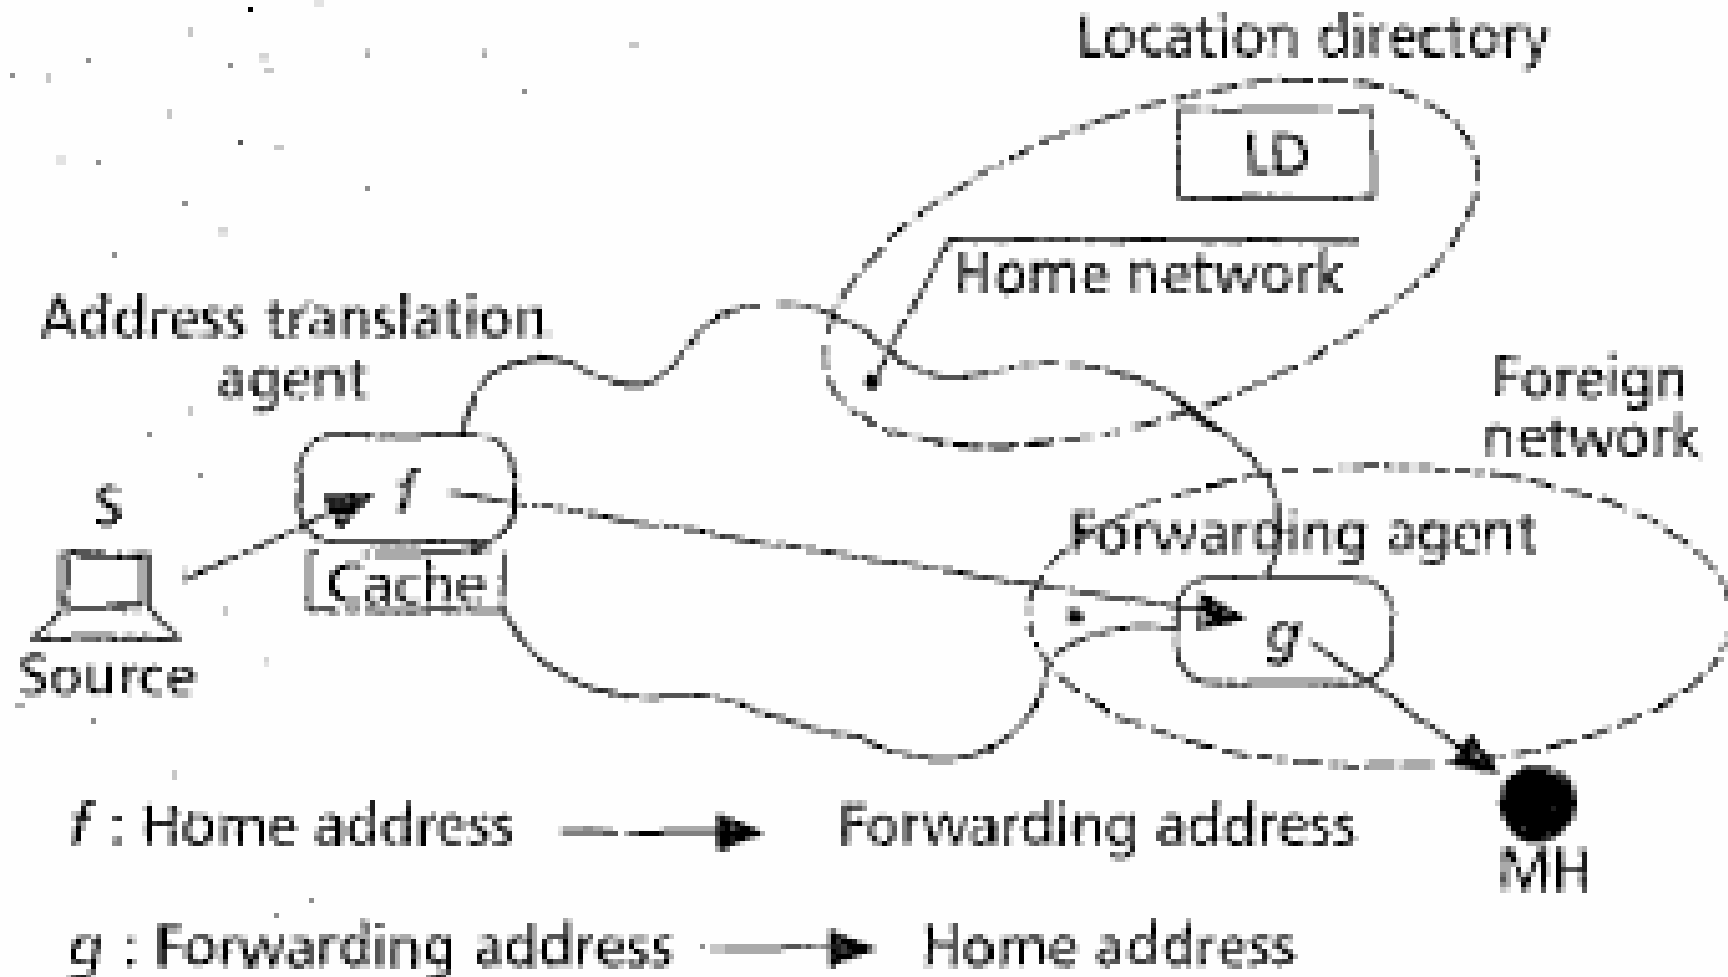 Location directory
LD
Home network
Address translation
agent
Foreign
network
S
f
Forwarding agent
Cache
g
Source
f : Home address
Forwarding address
MH
g : Forwarding address
Home address